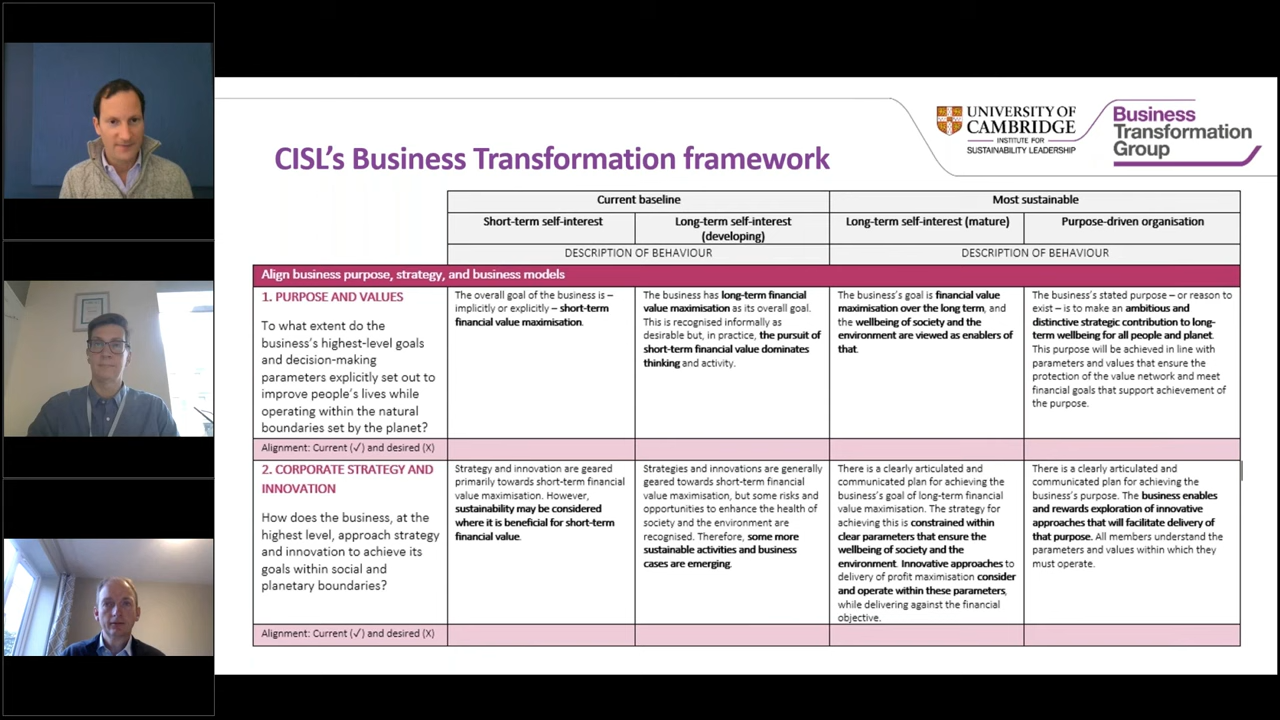 UNIVERSITY OF
CAMBRIDGE
INSTITUTE FOR
SUSTAINABILITY LEADERSHIP
Business
Transformation
Group
CISL's Business Transformation framework
Current baseline
Most sustainable
Short-term self-interest
Long-term self-interest
(developing)
Long-term self-interest (mature)
Purpose-driven organisation
DESCRIPTION OF BEHAVIOUR
DESCRIPTION OF BEHAVIOUR
Align business purpose, strategy, and business models
1. PURPOSE AND VALUES
To what extent do the
business's highest-level goals
and decision-making
parameters explicitly set out to
improve people's lives while
operating within the natural
boundaries set by the planet?
The overall goal of the business is –
implicitly or explicitly – short-term
financial value maximisation.
The business has long-term financial
value maximisation as its overall goal.
This is recognised informally as
desirable but, in practice, the pursuit of
short-term financial value dominates
thinking and activity.
The business's goal is financial value
maximisation over the long term, and
the wellbeing of society and the
environment are viewed as enablers of
that.
The business's stated purpose – or reason to
exist – is to make an ambitious and
distinctive strategic contribution to long-
term wellbeing for all people and planet.
This purpose will be achieved in line with
parameters and values that ensure the
protection of the value network and meet
financial goals that support achievement of
the purpose.
Alignment: Current (✓) and desired (X)
2. CORPORATE STRATEGY AND
INNOVATION
How does the business, at the
highest level, approach strategy
and innovation to achieve its
goals within social and
planetary boundaries?
Strategy and innovation are geared
primarily towards short-term financial
value maximisation. However,
sustainability may be considered
where it is beneficial for short-term
financial value.
Strategies and innovations are generally
geared towards short-term financial
value maximisation, but some risks and
opportunities to enhance the health of
society and the environment are
recognised. Therefore, some more
sustainable activities and business
cases are emerging.
There is a clearly articulated and
communicated plan for achieving the
business's goal of long-term financial
value maximisation. The strategy for
achieving this is constrained within
clear parameters that ensure the
wellbeing of society and the
environment. Innovative approaches to
delivery of profit maximisation consider
and operate within these parameters,
while delivering against the financial
objective.
There is a clearly articulated and
communicated plan for achieving the
business's purpose. The business enables
and rewards exploration of innovative
approaches that will facilitate delivery of
that purpose. All members understand the
parameters and values within which they
must operate.
Alignment: Current (✓) and desired (X)